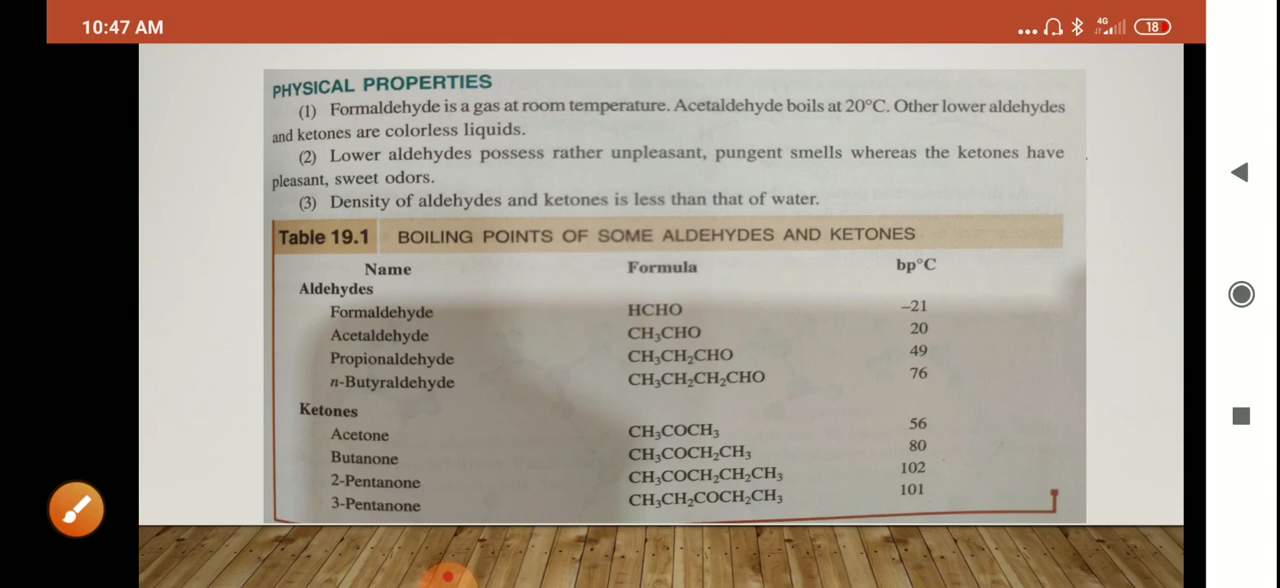 10:47 AM
4G
18
PHYSICAL PROPERTIES
(1) Formaldehyde is a gas at room temperature. Acetaldehyde boils at 20°C. Other lower aldehydes
and ketones are colorless liquids.
(2) Lower aldehydes possess rather unpleasant, pungent smells whereas the ketones have
pleasant, sweet odors.
(3) Density of aldehydes and ketones is less than that of water.
Table 19.1 BOILING POINTS OF SOME ALDEHYDES AND KETONES
Name Formula bp°C
Aldehydes
Formaldehyde HCHO –21
Acetaldehyde CH₃CHO 20
Propionaldehyde CH₃CH₂CHO 49
n-Butyraldehyde CH₃CH₂CH₂CHO 76
Ketones
Acetone CH₃COCH₃ 56
Butanone CH₃COCH₂CH₃ 80
2-Pentanone CH₃COCH₂CH₂CH₃ 102
3-Pentanone CH₃CH₂COCH₂CH₃ 101